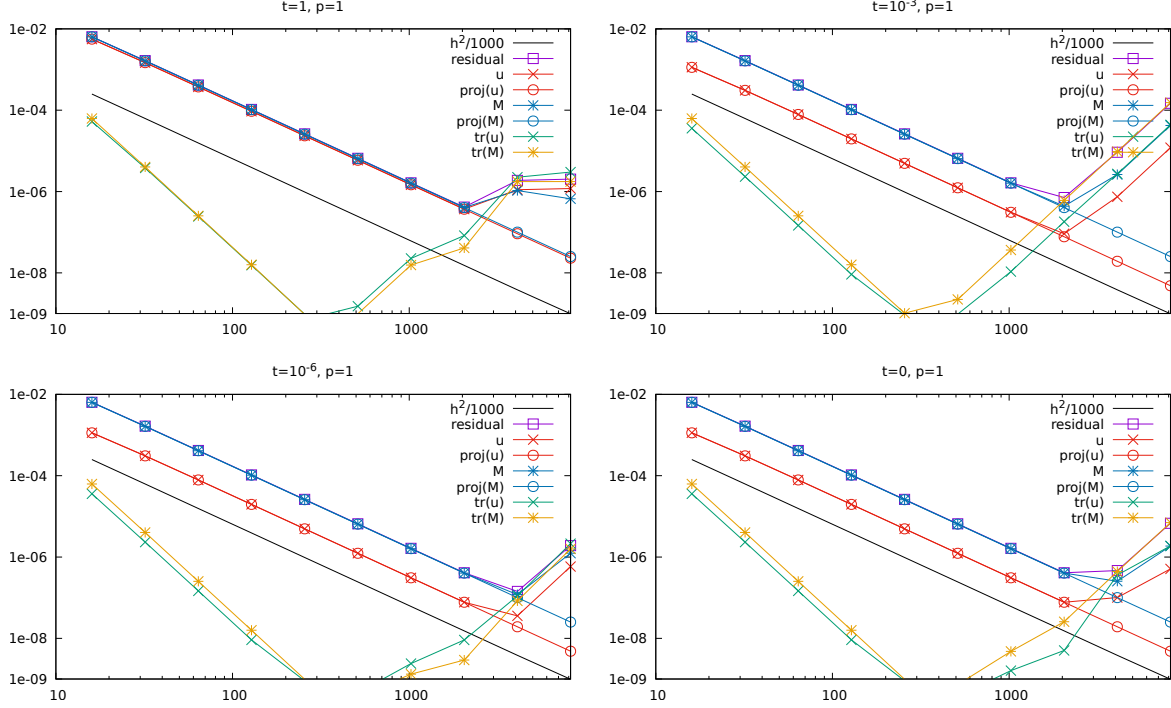 t=1, p=1
1e-02
1e-04
1e-06
1e-08
1e-09
10
100
1000
h²/1000
residual
u
proj(u)
M
proj(M)
tr(u)
tr(M)
t=10⁻³, p=1
1e-02
1e-04
1e-06
1e-08
1e-09
10
100
1000
h²/1000
residual
u
proj(u)
M
proj(M)
tr(u)
tr(M)
t=10⁻⁶, p=1
1e-02
1e-04
1e-06
1e-08
1e-09
10
100
1000
h²/1000
residual
u
proj(u)
M
proj(M)
tr(u)
tr(M)
t=0, p=1
1e-02
1e-04
1e-06
1e-08
1e-09
10
100
1000
h²/1000
residual
u
proj(u)
M
proj(M)
tr(u)
tr(M)